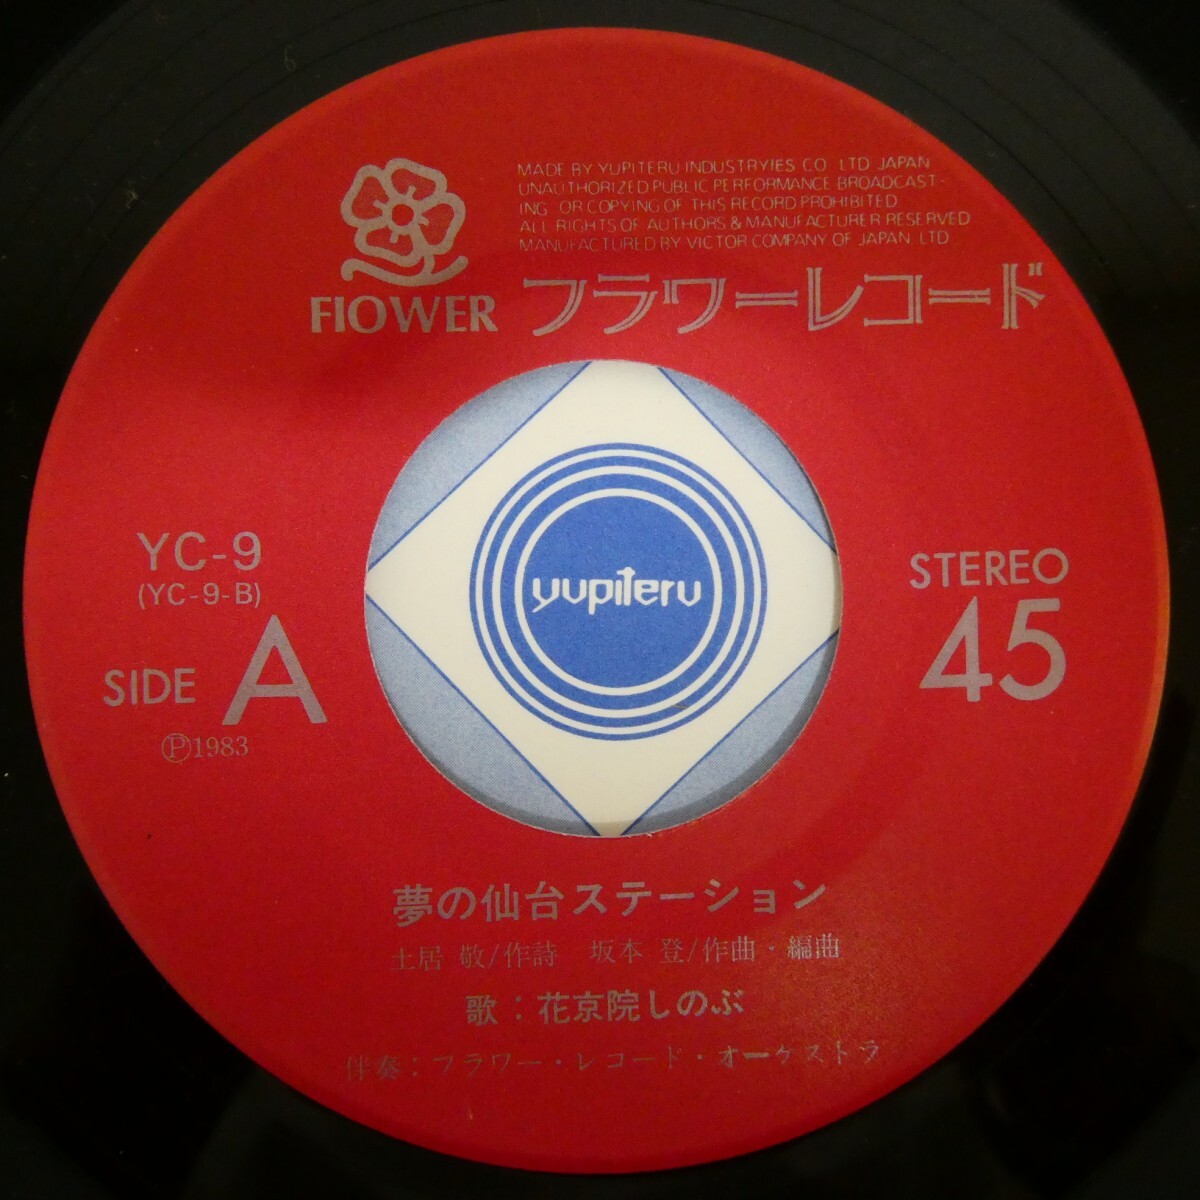 MADE BY YUPITERU INDUSTRYIES CO. LTD. JAPAN
UNAUTHORIZED PUBLIC PERFORMANCE BROADCAST-
ING OR COPYING OF THIS RECORD PROHIBITED
ALL RIGHTS OF AUTHORS & MANUFACTURER RESERVED
MANUFACTURED BY VICTOR COMPANY OF JAPAN, LTD.
FlOWER フラワーレコード
YC-9
(YC-9-B)
SIDE A
Ⓟ1983
yupiteru
STEREO
45
夢の仙台ステーション
土居 敬/作詩 坂本 登/作曲・編曲
歌：花京院しのぶ
伴奏：フラワー・レコード・オーケストラ